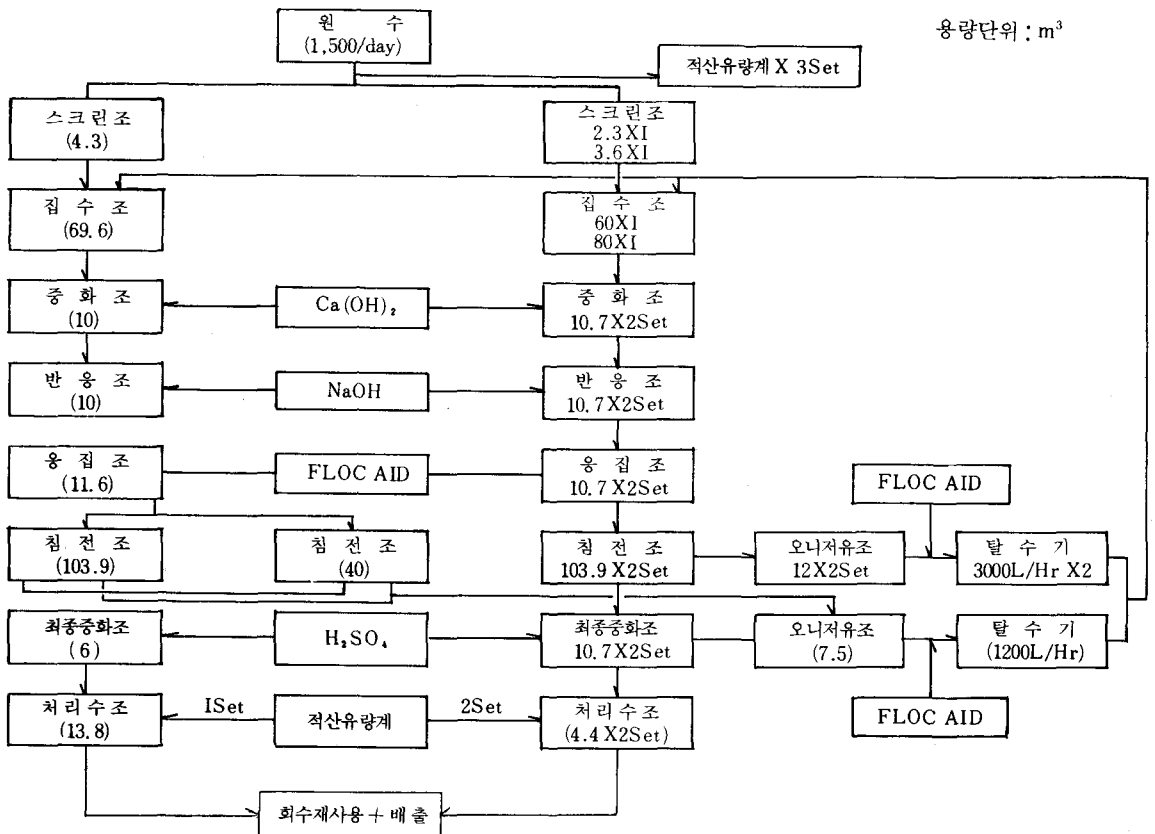 원 수
(1,500/day)
용량단위 : m³
적산유량계 X 3Set
스크린조
(4.3)
스크린조
2.3XI
3.6XI
집 수 조
(69.6)
집 수 조
60XI
80XI
중 화 조
(10)
Ca(OH)₂
중 화 조
10.7X2Set
반 응 조
(10)
NaOH
반 응 조
10.7X2Set
응 집 조
(11.6)
FLOC AID
응 집 조
10.7X2Set
FLOC AID
침 전 조
(103.9)
침 전 조
(40)
침 전 조
103.9X2Set
오니저유조
12X2Set
탈 수 기
3000L/Hr X2
최종중화조
(6)
H₂SO₄
최종중화조
10.7X2Set
오니저유조
(7.5)
탈 수 기
(1200L/Hr)
처리수조
(13.8)
ISet
적산유량계
2Set
처리수조
(4.4X2Set)
FLOC AID
회수재사용 + 배출